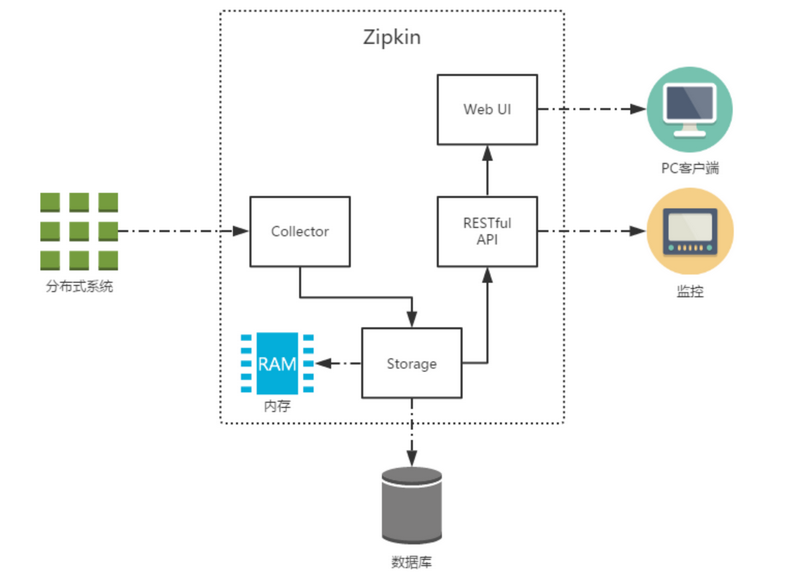 Zipkin
Web UI
PC客户端
Collector
RESTful
API
分布式系统
监控
RAM
Storage
内存
数据库